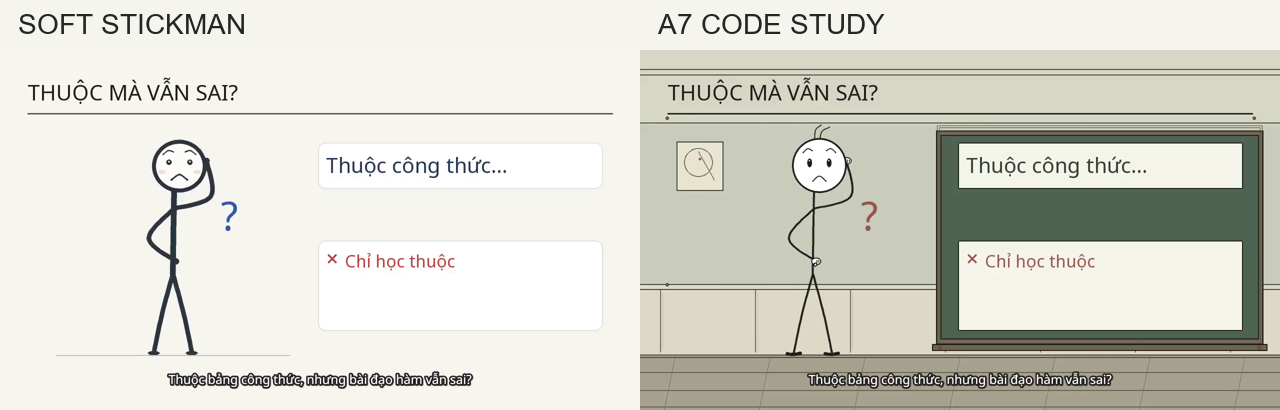 SOFT STICKMAN
THUỘC MÀ VẪN SAI?
Thuộc công thức...
?
× Chỉ học thuộc
Thuộc bảng công thức, nhưng bài đạo hàm vẫn sai?
A7 CODE STUDY
THUỘC MÀ VẪN SAI?
Thuộc công thức...
?
× Chỉ học thuộc
Thuộc bảng công thức, nhưng bài đạo hàm vẫn sai?